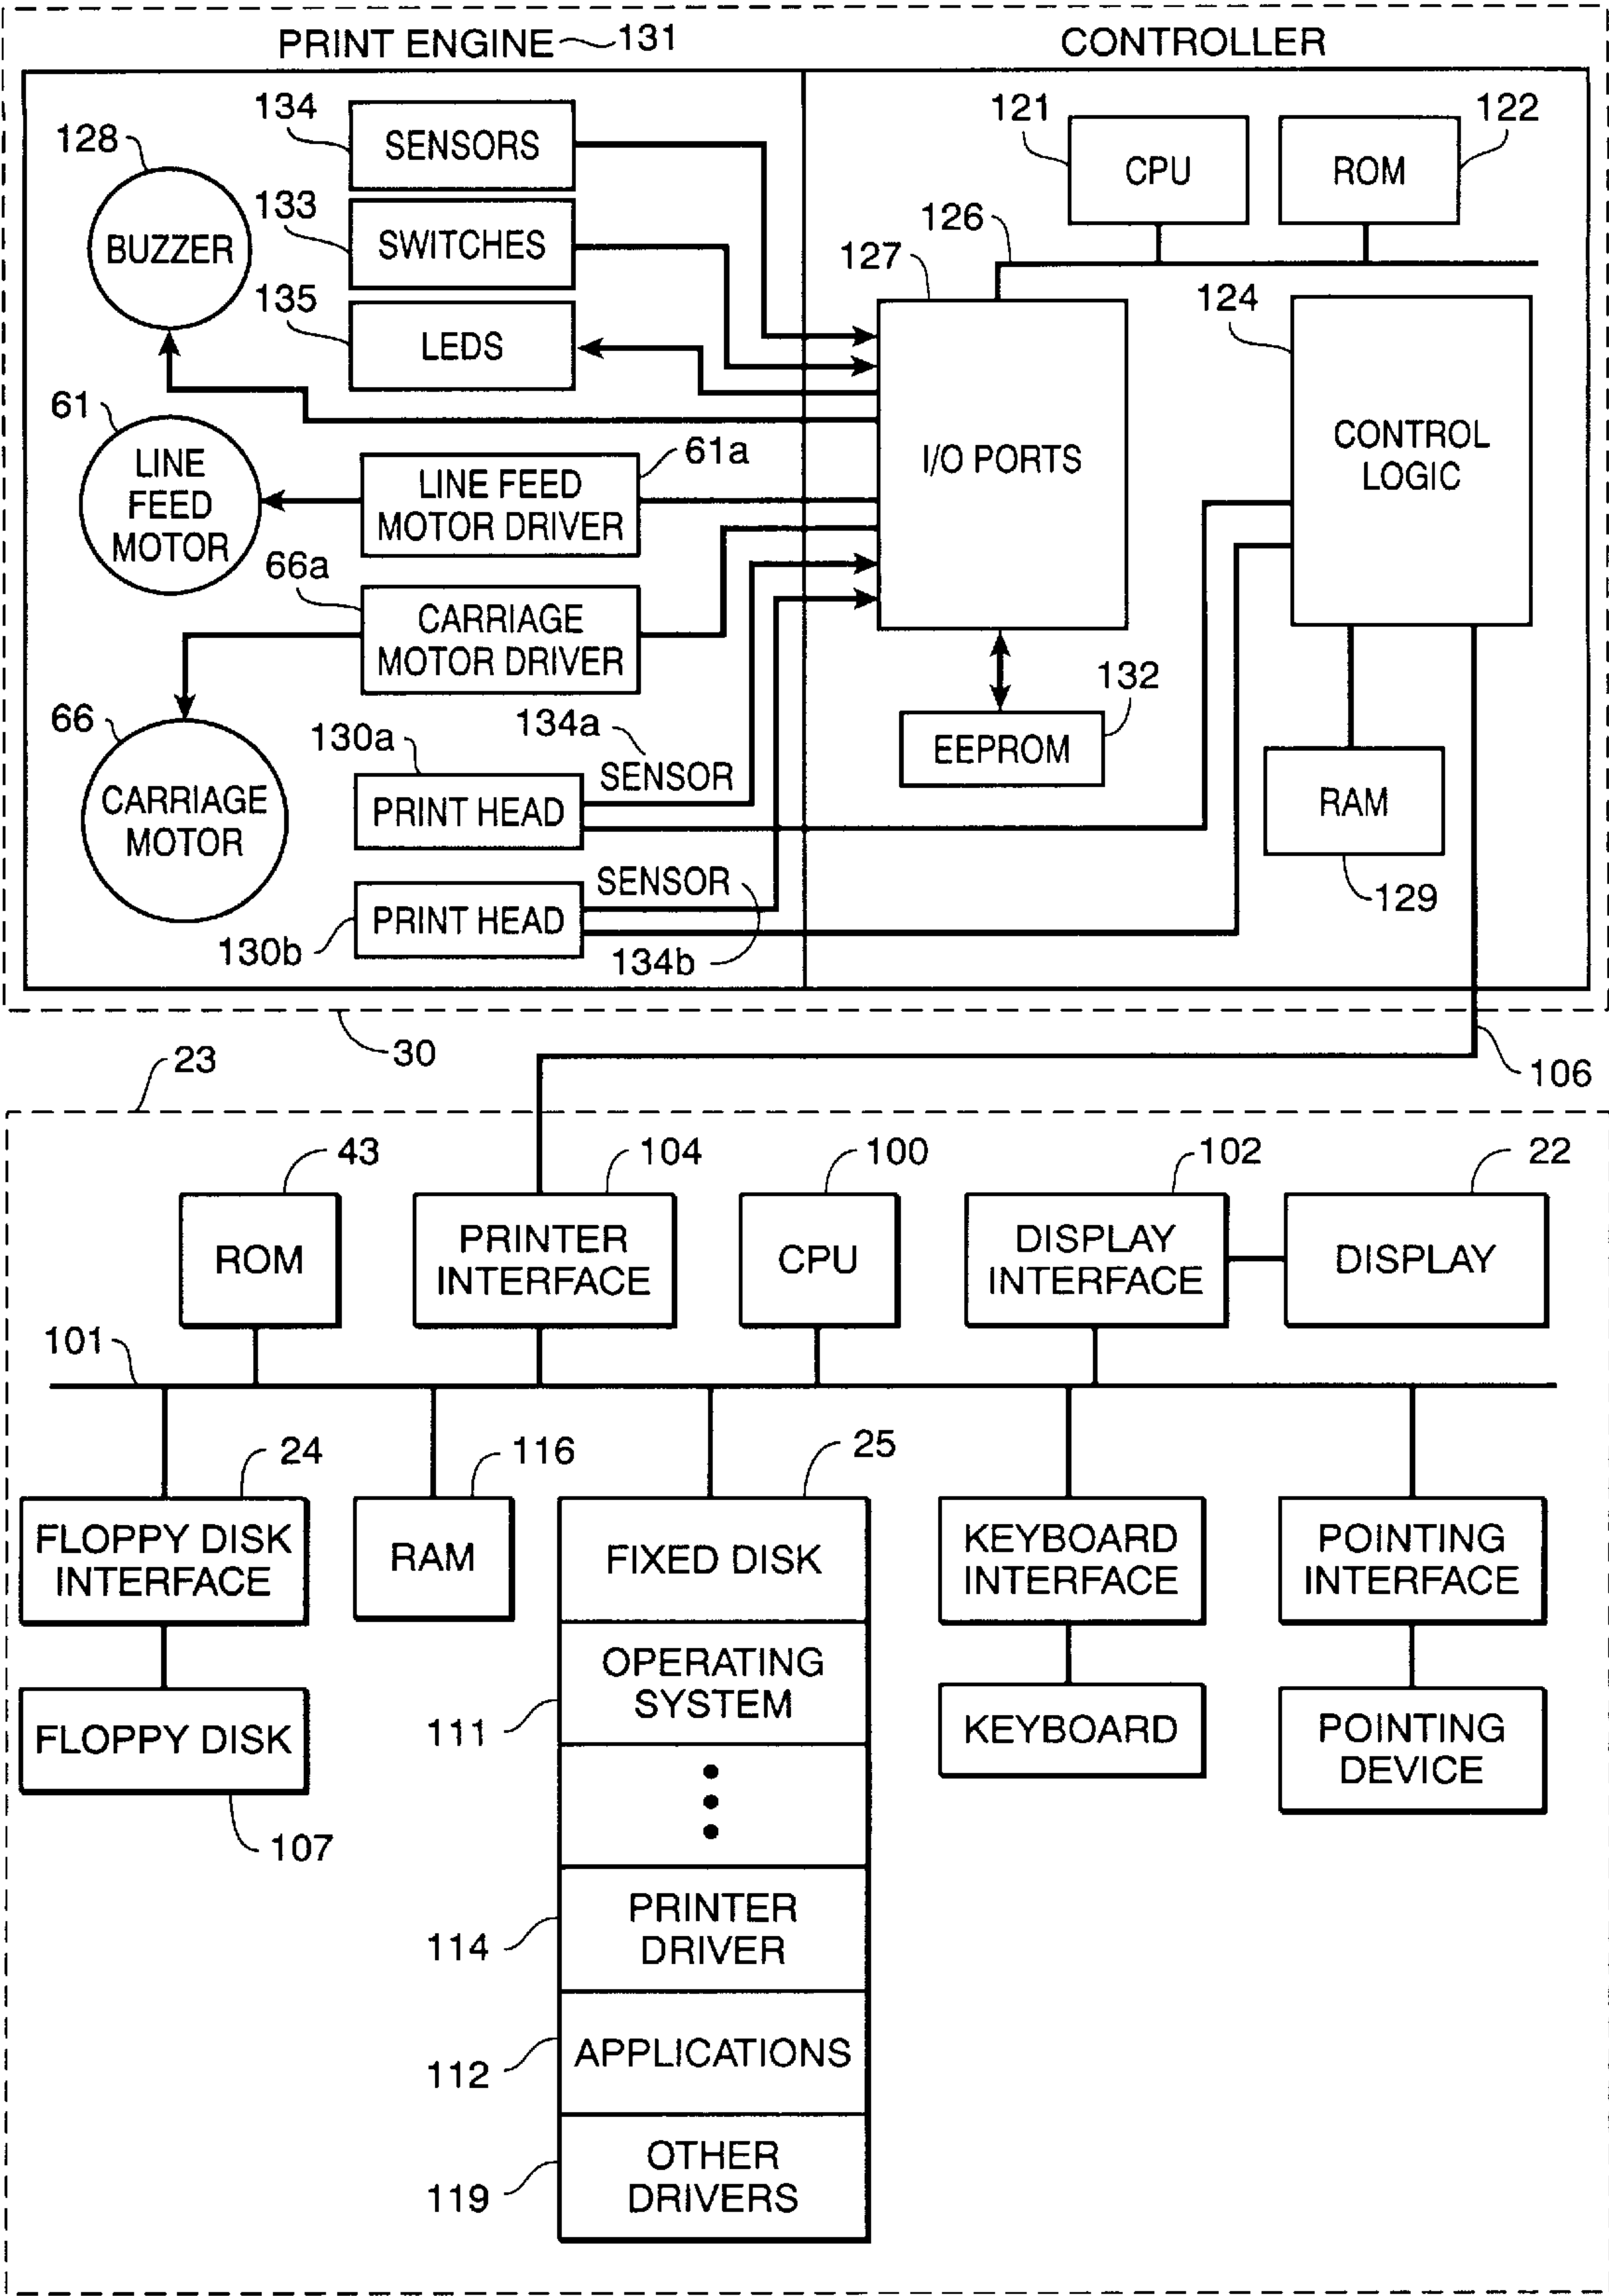 PRINT ENGINE 131
CONTROLLER
134
SENSORS
128
BUZZER
133
SWITCHES
135
LEDS
121
CPU
122
ROM
126
127
I/O PORTS
124
CONTROL
LOGIC
61
LINE
FEED
MOTOR
61a
LINE FEED
MOTOR DRIVER
66a
CARRIAGE
MOTOR DRIVER
66
CARRIAGE
MOTOR
134a
SENSOR
130a
PRINT HEAD
SENSOR
130b
PRINT HEAD
134b
132
EEPROM
RAM
129
30
106
23
43
ROM
104
PRINTER
INTERFACE
100
CPU
102
DISPLAY
INTERFACE
22
DISPLAY
101
24
FLOPPY DISK
INTERFACE
116
RAM
25
FIXED DISK
KEYBOARD
INTERFACE
POINTING
INTERFACE
FLOPPY DISK
107
OPERATING
SYSTEM
111
KEYBOARD
POINTING
DEVICE
PRINTER
DRIVER
114
APPLICATIONS
112
OTHER
DRIVERS
119